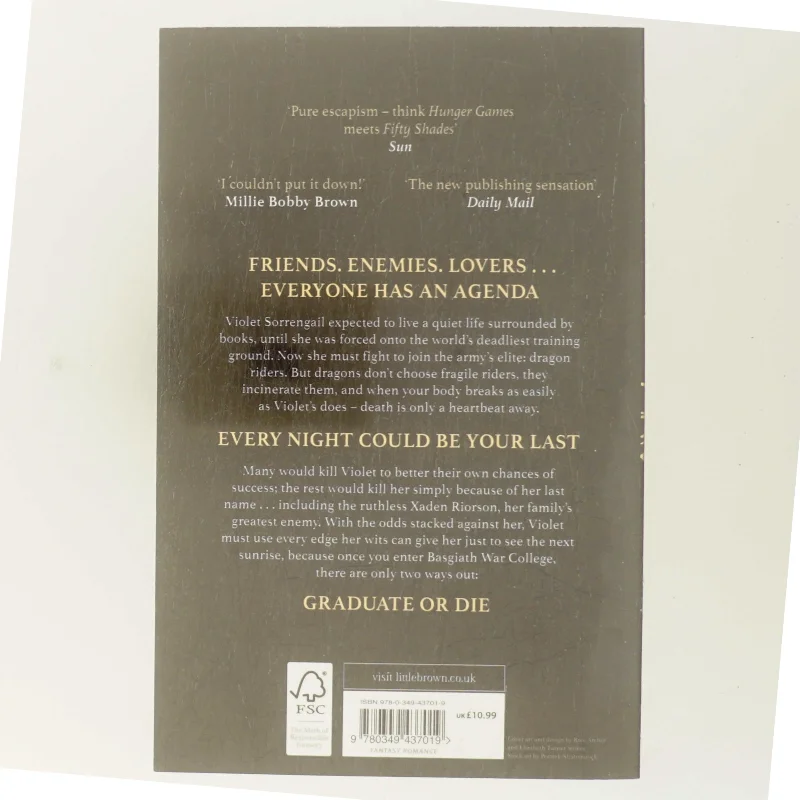 ‘Pure escapism – think Hunger Games
meets Fifty Shades’
Sun
‘I couldn’t put it down!’
Millie Bobby Brown
‘The new publishing sensation’
Daily Mail
FRIENDS. ENEMIES. LOVERS . . .
EVERYONE HAS AN AGENDA
Violet Sorrengail expected to live a quiet life surrounded by
books, until she was forced onto the world’s deadliest training
ground. Now she must fight to join the army’s elite: dragon
riders. But dragons don’t choose fragile riders, they
incinerate them, and when your body breaks as easily
as Violet’s does – death is only a heartbeat away.
EVERY NIGHT COULD BE YOUR LAST
Many would kill Violet to better their own chances of
success; the rest would kill her simply because of her last
name . . . including the ruthless Xaden Riorson, her family’s
greatest enemy. With the odds stacked against her, Violet
must use every edge her wits can give her just to see the next
sunrise, because once you enter Basgiath War College,
there are only two ways out:
GRADUATE OR DIE
FSC
visit littlebrown.co.uk
ISBN 978-0-349-43701-9
UK £10.99
9 780349 437019 >
FANTASY ROMANCE